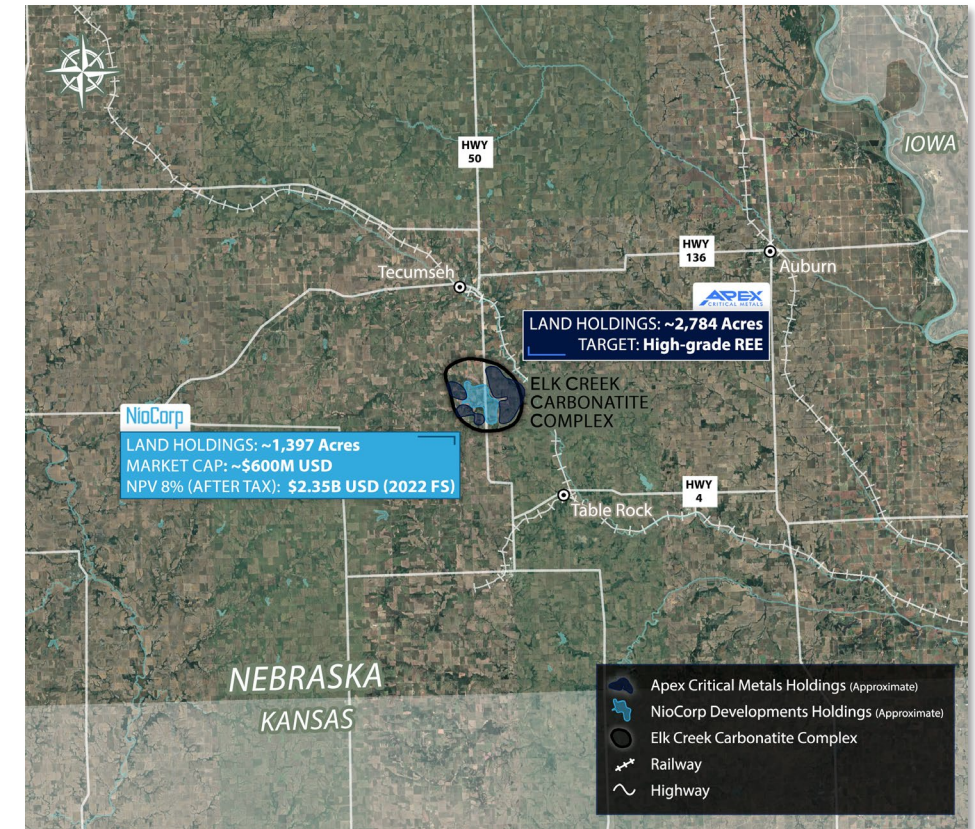 IOWA
HWY
50
HWY
136
Auburn
Tecumseh
APEX
CRITICAL METALS
LAND HOLDINGS: ~2,784 Acres
TARGET: High-grade REE
ELK CREEK
CARBONATITE
COMPLEX
NioCorp
LAND HOLDINGS: ~1,397 Acres
MARKET CAP: ~$600M USD
NPV 8% (AFTER TAX): $2.35B USD (2022 FS)
HWY
4
Table Rock
NEBRASKA
KANSAS
Apex Critical Metals Holdings (Approximate)
NioCorp Developments Holdings (Approximate)
Elk Creek Carbonatite Complex
Railway
Highway